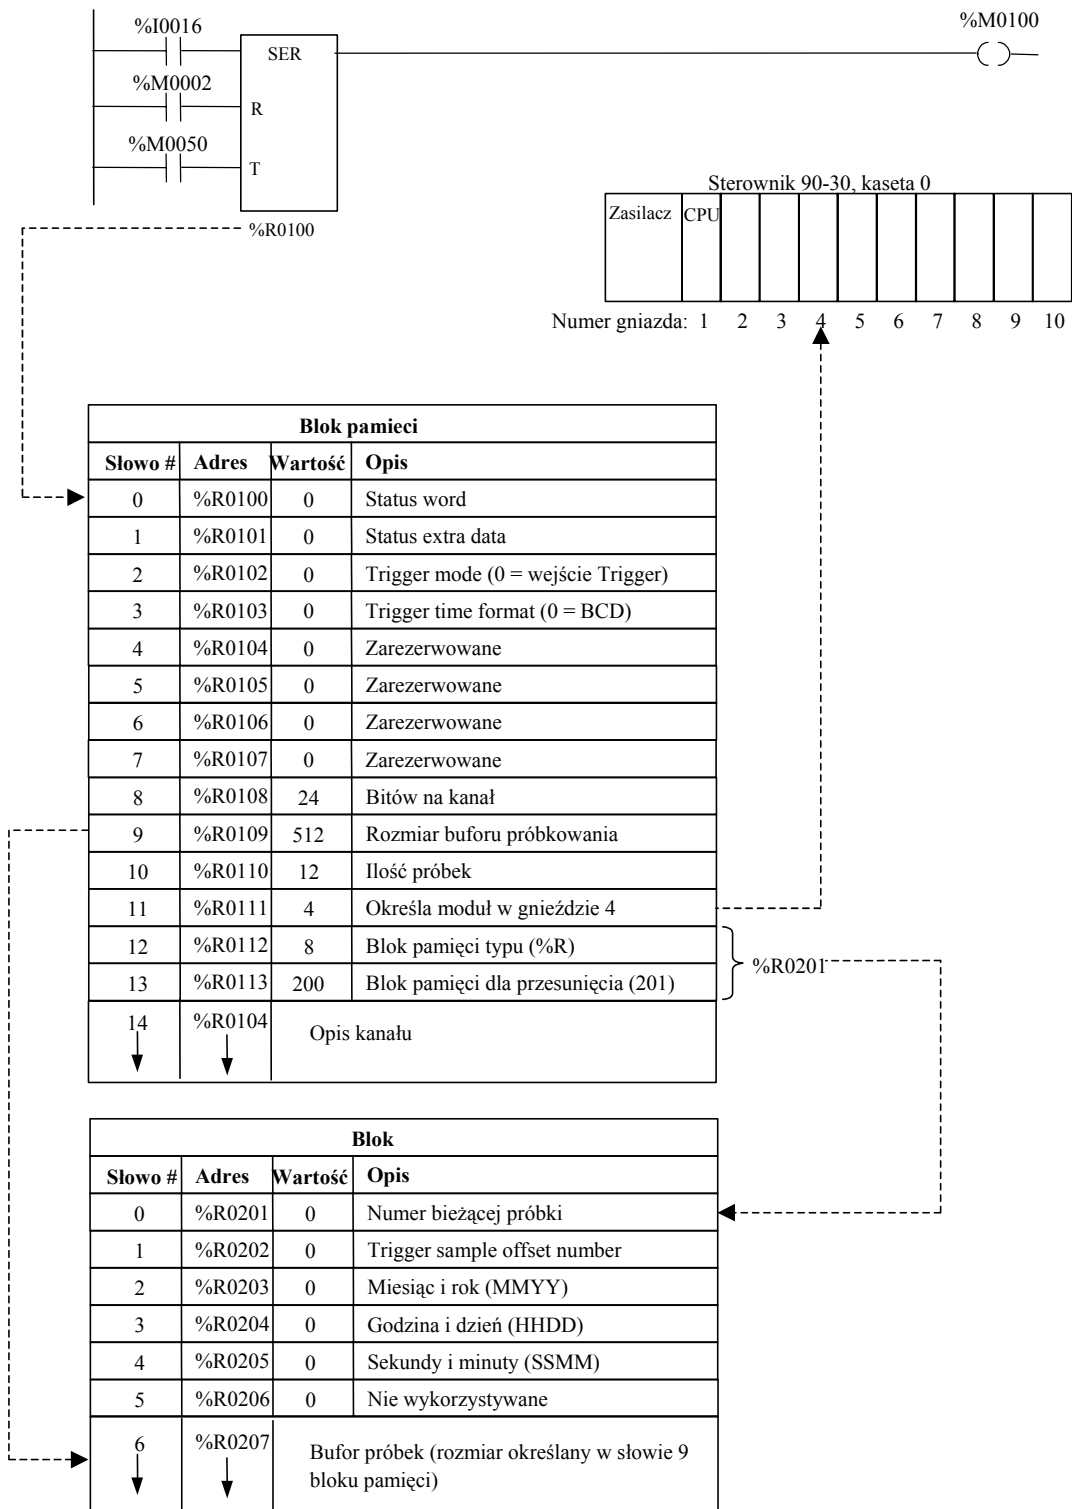 %I0016
%M0100
SER
%M0002
R
%M0050
T
%R0100
Sterownik 90-30, kaseta 0
Zasilacz CPU
Numer gniazda: 1 2 3 4 5 6 7 8 9 10
Blok pamieci
Słowo # Adres Wartość Opis
0 %R0100 0 Status word
1 %R0101 0 Status extra data
2 %R0102 0 Trigger mode (0 = wejście Trigger)
3 %R0103 0 Trigger time format (0 = BCD)
4 %R0104 0 Zarezerwowane
5 %R0105 0 Zarezerwowane
6 %R0106 0 Zarezerwowane
7 %R0107 0 Zarezerwowane
8 %R0108 24 Bitów na kanał
9 %R0109 512 Rozmiar buforu próbkowania
10 %R0110 12 Ilość próbek
11 %R0111 4 Określa moduł w gnieździe 4
12 %R0112 8 Blok pamięci typu (%R)
%R0201
13 %R0113 200 Blok pamięci dla przesunięcia (201)
14 %R0104 Opis kanału
Blok
Słowo # Adres Wartość Opis
0 %R0201 0 Numer bieżącej próbki
1 %R0202 0 Trigger sample offset number
2 %R0203 0 Miesiąc i rok (MMYY)
3 %R0204 0 Godzina i dzień (HHDD)
4 %R0205 0 Sekundy i minuty (SSMM)
5 %R0206 0 Nie wykorzystywane
6 %R0207 Bufor próbek (rozmiar określany w słowie 9
bloku pamięci)